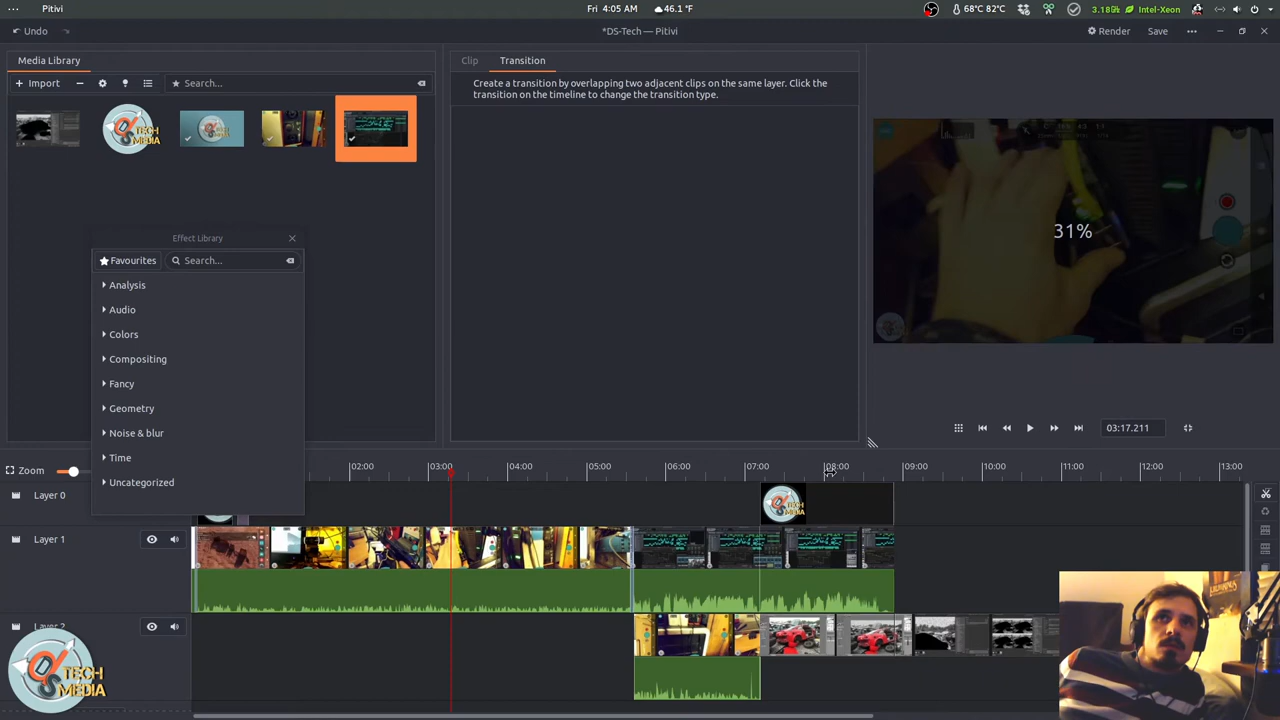 Pitivi
Fri 4:05 AM
46.1 °F
68°C 82°C
3.18%
Intel-Xeon
Undo
*DS-Tech — Pitivi
Render
Save
Media Library
Clip
Transition
Import
Search...
Create a transition by overlapping two adjacent clips on the same layer. Click the
transition on the timeline to change the transition type.
TECH
MEDIA
31%
Effect Library
Favourites
Search...
Analysis
Audio
Colors
Compositing
Fancy
Geometry
Noise & blur
Time
Uncategorized
03:17.211
Zoom
02:00
03:00
04:00
05:00
06:00
07:00
08:00
09:00
10:00
11:00
12:00
13:00
Layer 0
Layer 1
Layer 2
TECH
MEDIA